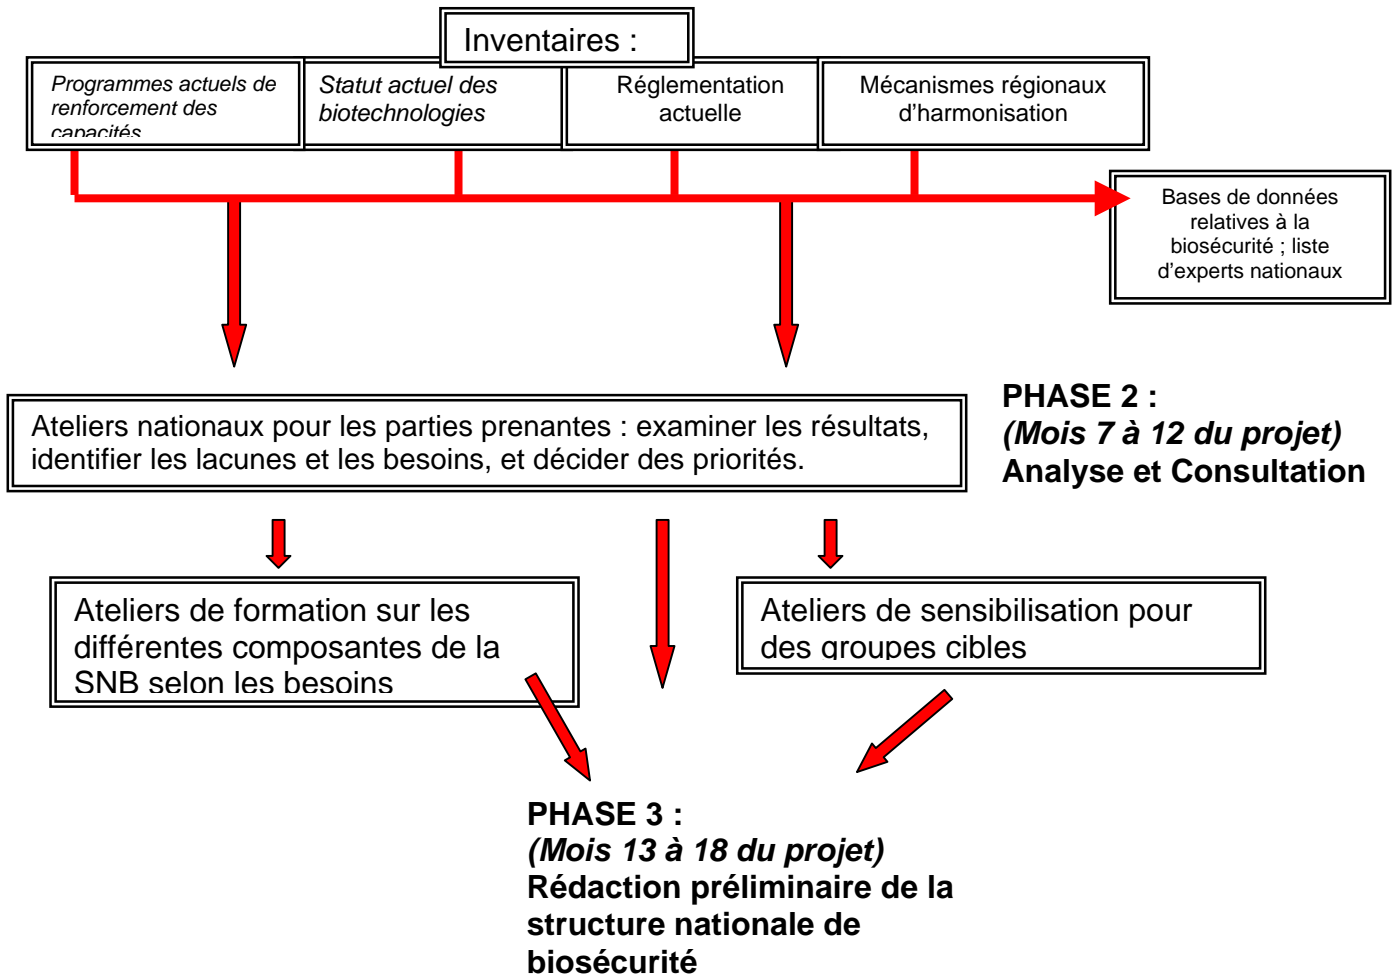 Inventaires :
Programmes actuels de
renforcement des
capacités
Statut actuel des
biotechnologies
Réglementation
actuelle
Mécanismes régionaux
d’harmonisation
Bases de données
relatives à la
biosécurité ; liste
d’experts nationaux
PHASE 2 :
(Mois 7 à 12 du projet)
Analyse et Consultation
Ateliers nationaux pour les parties prenantes : examiner les résultats,
identifier les lacunes et les besoins, et décider des priorités.
Ateliers de formation sur les
différentes composantes de la
SNB selon les besoins
Ateliers de sensibilisation pour
des groupes cibles
PHASE 3 :
(Mois 13 à 18 du projet)
Rédaction préliminaire de la
structure nationale de
biosécurité